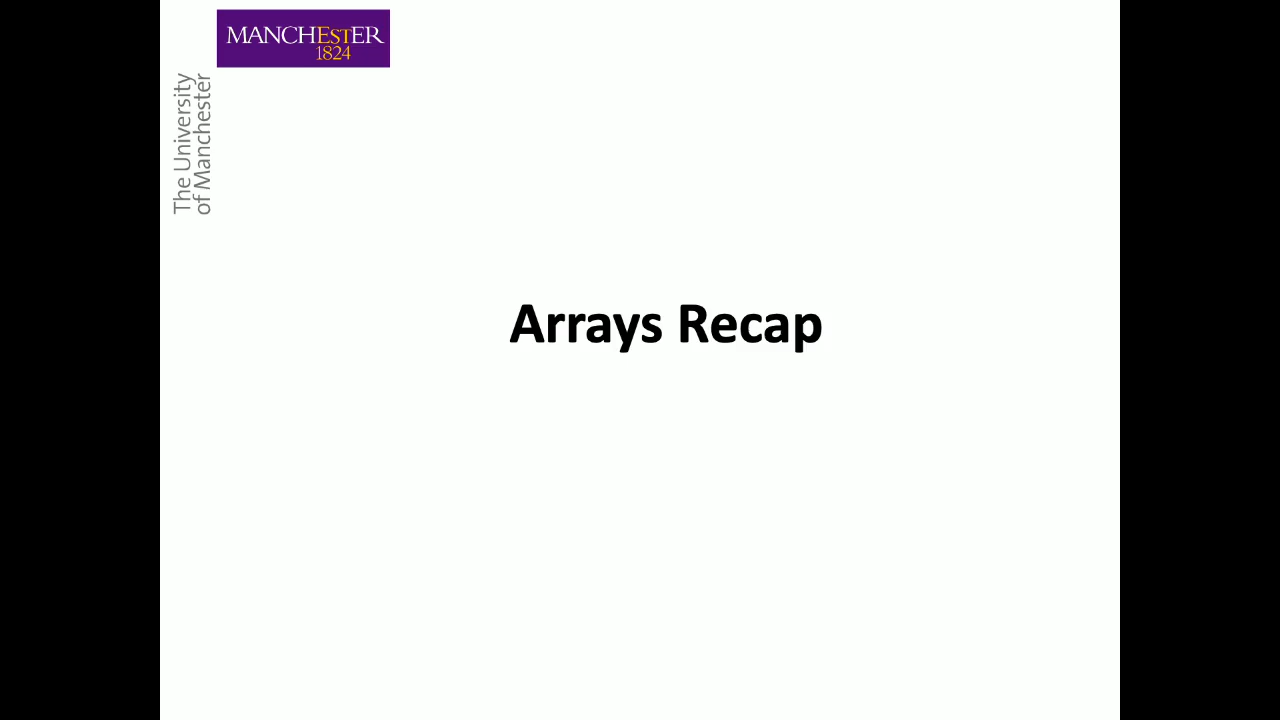 MANCHESTER
1824
The University
of Manchester
Arrays Recap